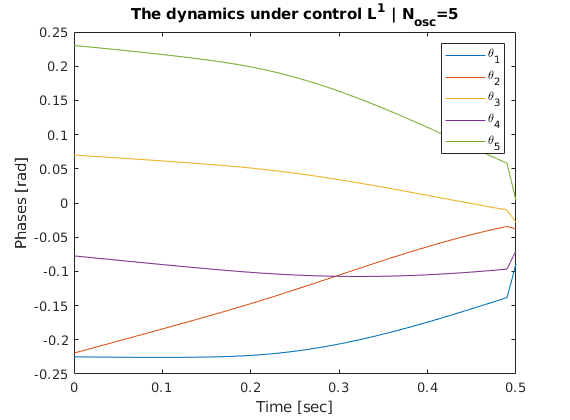 The dynamics under control L¹ | N_osc=5
0.25
0.2
0.15
0.1
0.05
0
-0.05
-0.1
-0.15
-0.2
-0.25
Phases [rad]
θ₁
θ₂
θ₃
θ₄
θ₅
0 0.1 0.2 0.3 0.4 0.5
Time [sec]